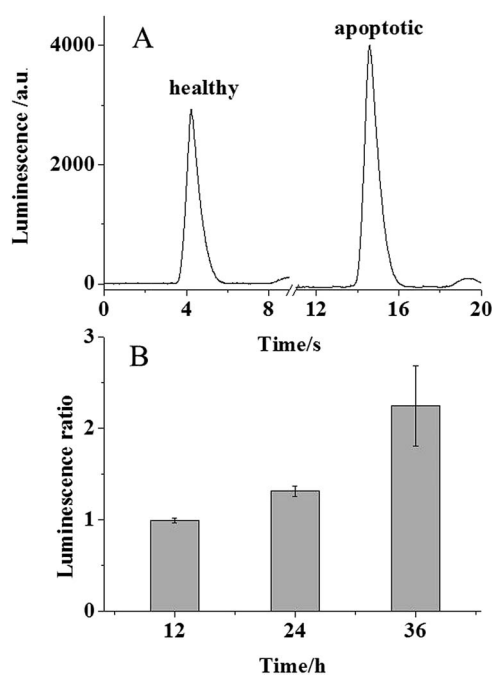 A
apoptotic
healthy
Luminescence /a.u.
4000
2000
0
0 4 8 12 16 20
Time/s
B
Luminescence ratio
3
2
1
0
12 24 36
Time/h